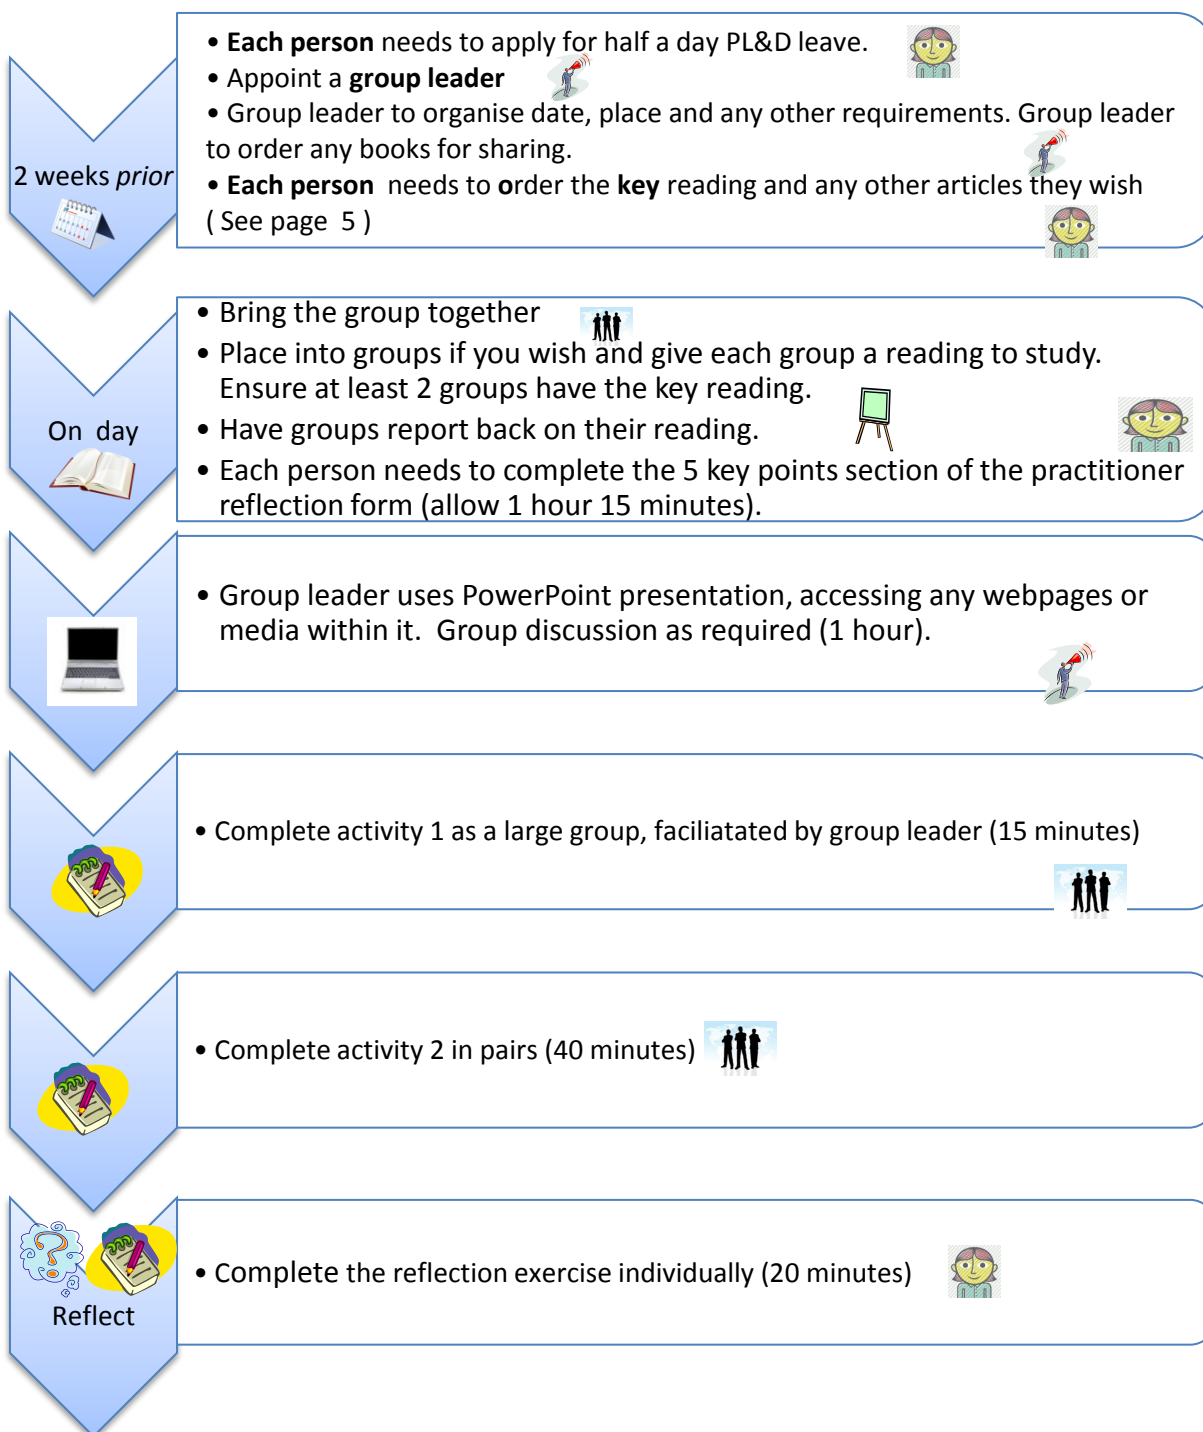 • Each person needs to apply for half a day PL&D leave.
• Appoint a group leader
• Group leader to organise date, place and any other requirements. Group leader
to order any books for sharing.
• Each person needs to order the key reading and any other articles they wish
( See page 5 )
2 weeks prior
• Bring the group together
• Place into groups if you wish and give each group a reading to study.
Ensure at least 2 groups have the key reading.
• Have groups report back on their reading.
• Each person needs to complete the 5 key points section of the practitioner
reflection form (allow 1 hour 15 minutes).
On day
• Group leader uses PowerPoint presentation, accessing any webpages or
media within it. Group discussion as required (1 hour).
• Complete activity 1 as a large group, faciliatated by group leader (15 minutes)
• Complete activity 2 in pairs (40 minutes)
• Complete the reflection exercise individually (20 minutes)
Reflect